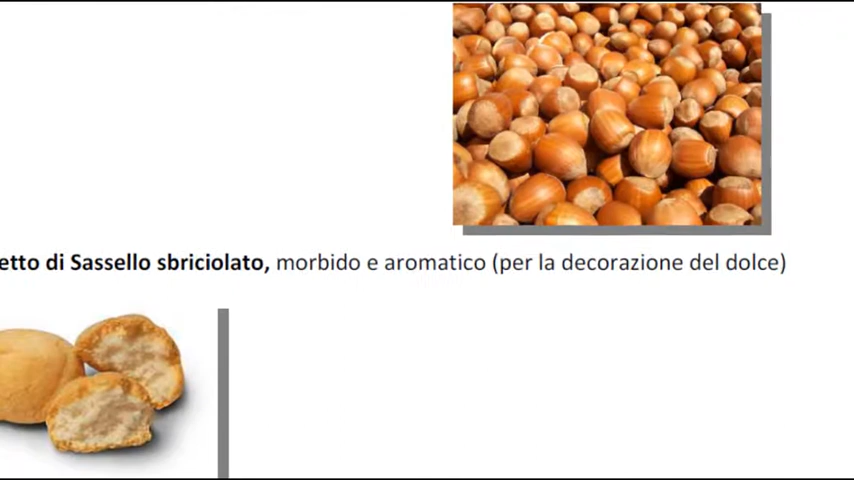 etto di Sassello sbriciolato, morbido e aromatico (per la decorazione del dolce)